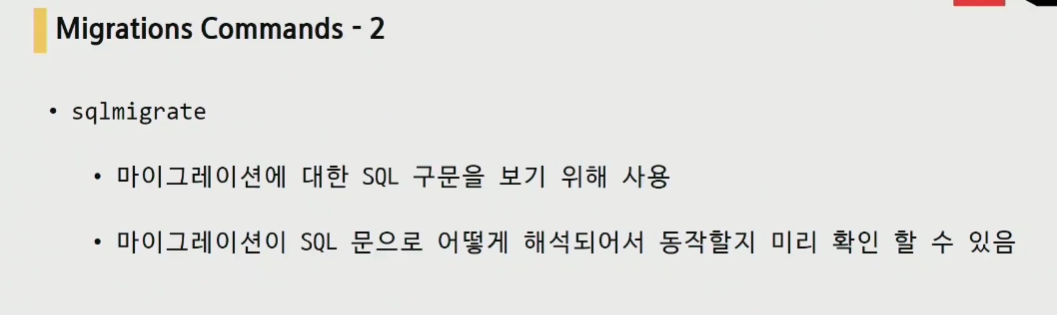 Migrations Commands - 2
• sqlmigrate
• 마이그레이션에 대한 SQL 구문을 보기 위해 사용
• 마이그레이션이 SQL 문으로 어떻게 해석되어서 동작할지 미리 확인 할 수 있음